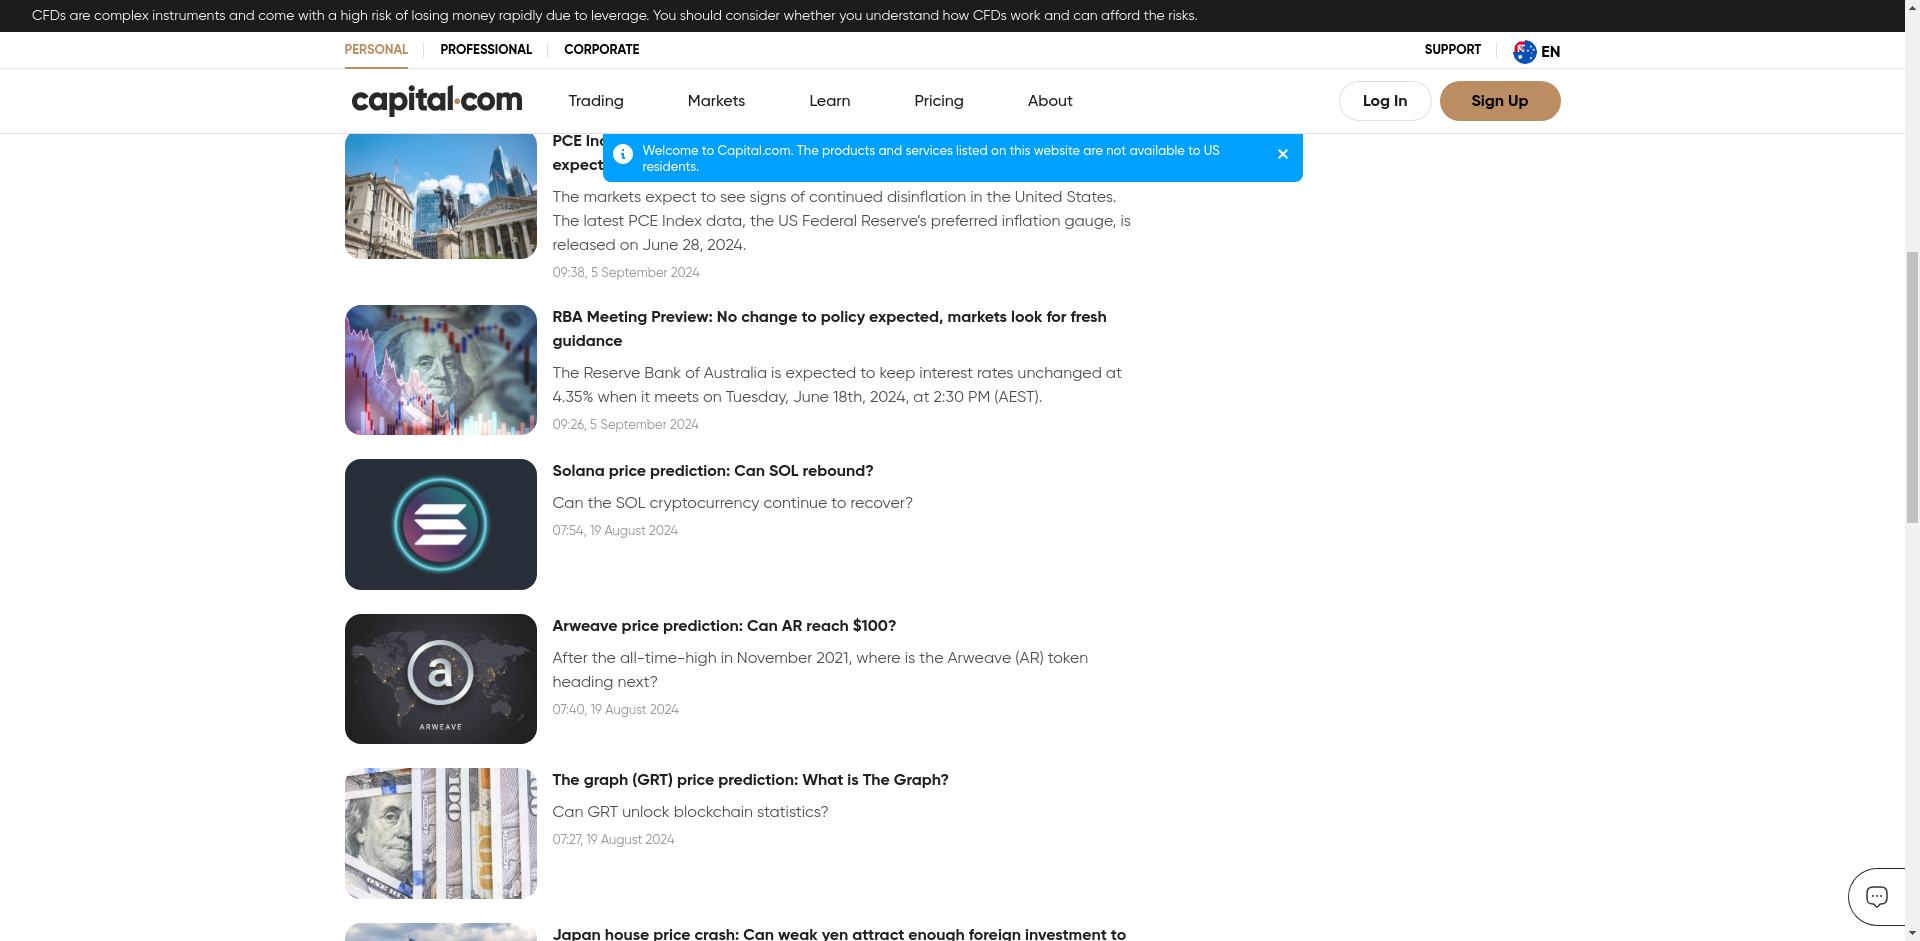 CFDs are complex instruments and come with a high risk of losing money rapidly due to leverage. You should consider whether you understand how CFDs work and can afford the risks.
PERSONAL
PROFESSIONAL
CORPORATE
SUPPORT
EN
capital.com
Trading
Markets
Learn
Pricing
About
Log In
Sign Up
Welcome to Capital.com. The products and services listed on this website are not available to US
residents.
PCE
The markets expect to see signs of continued disinflation in the United States.
The latest PCE Index data, the US Federal Reserve’s preferred inflation gauge, is
released on June 28, 2024.
09:38, 5 September 2024
RBA Meeting Preview: No change to policy expected, markets look for fresh
guidance
The Reserve Bank of Australia is expected to keep interest rates unchanged at
4.35% when it meets on Tuesday, June 18th, 2024, at 2:30 PM (AEST).
09:26, 5 September 2024
Solana price prediction: Can SOL rebound?
Can the SOL cryptocurrency continue to recover?
07:54, 19 August 2024
a
ARWEAVE
Arweave price prediction: Can AR reach $100?
After the all-time-high in November 2021, where is the Arweave (AR) token
heading next?
07:40, 19 August 2024
The graph (GRT) price prediction: What is The Graph?
Can GRT unlock blockchain statistics?
07:27, 19 August 2024
Japan house price crash: Can weak yen attract enough foreign investment to